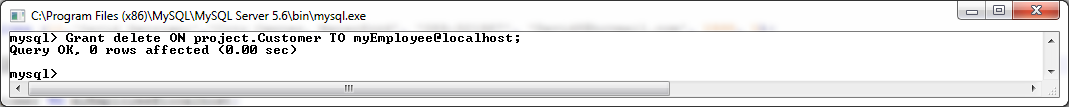 C:\Program Files (x86)\MySQL\MySQL Server 5.6\bin\mysql.exe
mysql> Grant delete ON project.Customer TO myEmployee@localhost;
Query OK, 0 rows affected (0.00 sec)
mysql>